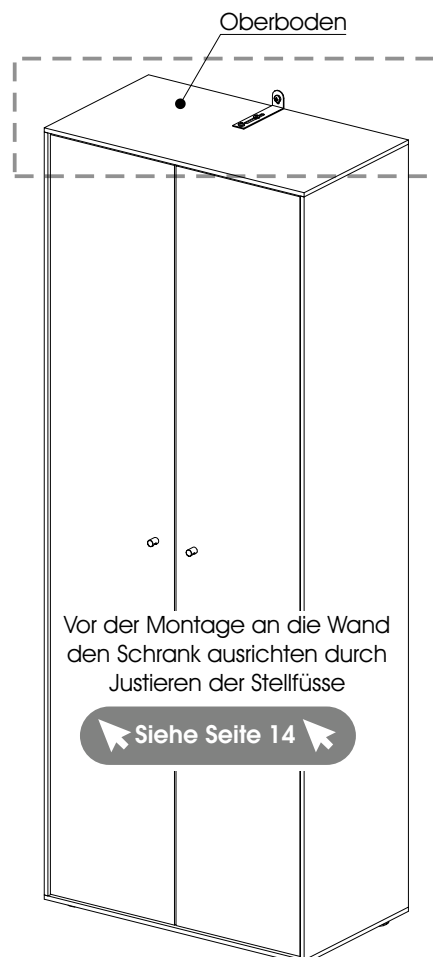 Oberboden
Vor der Montage an die Wand
den Schrank ausrichten durch
Justieren der Stellfüsse
Siehe Seite 14